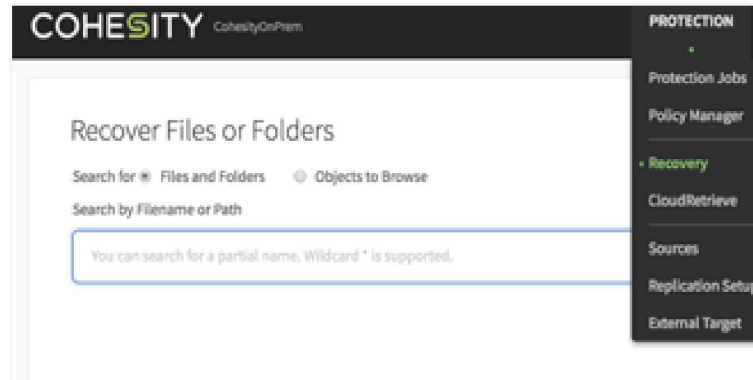 COHESITY CohesityOnPrem
PROTECTION
Protection Jobs
Policy Manager
Recovery
CloudRetrieve
Sources
Replication Setup
External Target
Recover Files or Folders
Search for Files and Folders Objects to Browse
Search by Filename or Path
You can search for a partial name. Wildcard * is supported.